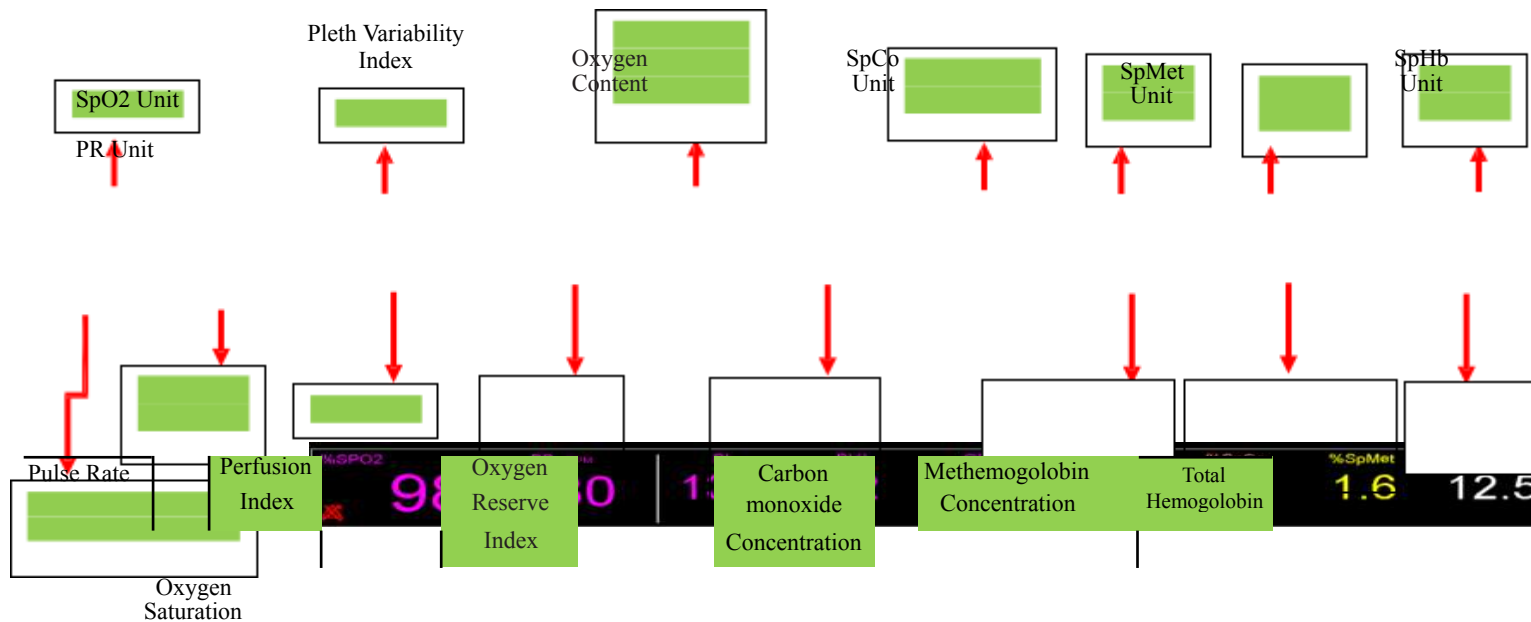 Pleth Variability
Index
Oxygen
Content
SpCo
Unit
SpMet
Unit
SpHb
Unit
SpO2 Unit
PR Unit
%SPO2
%SpMet
1.6
12.5
Pulse Rate
Perfusion
Index
Oxygen
Reserve
Index
Carbon
monoxide
Concentration
Methemogolobin
Concentration
Total
Hemogolobin
Oxygen
Saturation